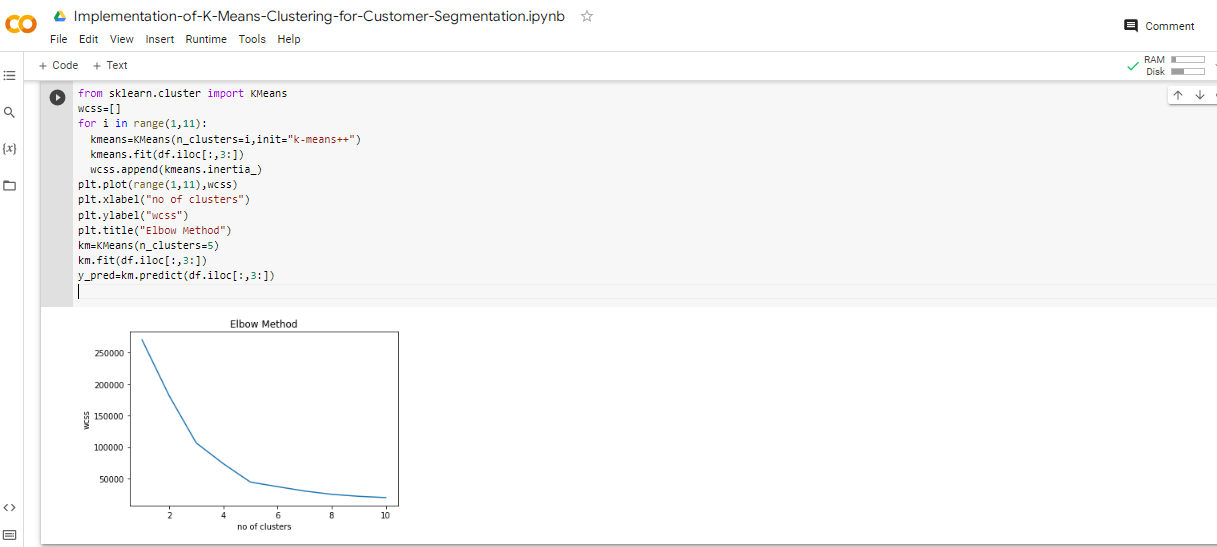 Implementation-of-K-Means-Clustering-for-Customer-Segmentation.ipynb
File Edit View Insert Runtime Tools Help
Comment
+ Code + Text
RAM
Disk
{x}
from sklearn.cluster import KMeans
wcss=[]
for i in range(1,11):
  kmeans=KMeans(n_clusters=i,init="k-means++")
  kmeans.fit(df.iloc[:,3:])
  wcss.append(kmeans.inertia_)
plt.plot(range(1,11),wcss)
plt.xlabel("no of clusters")
plt.ylabel("wcss")
plt.title("Elbow Method")
km=KMeans(n_clusters=5)
km.fit(df.iloc[:,3:])
y_pred=km.predict(df.iloc[:,3:])
Elbow Method
250000
200000
150000
100000
50000
wcss
2 4 6 8 10
no of clusters